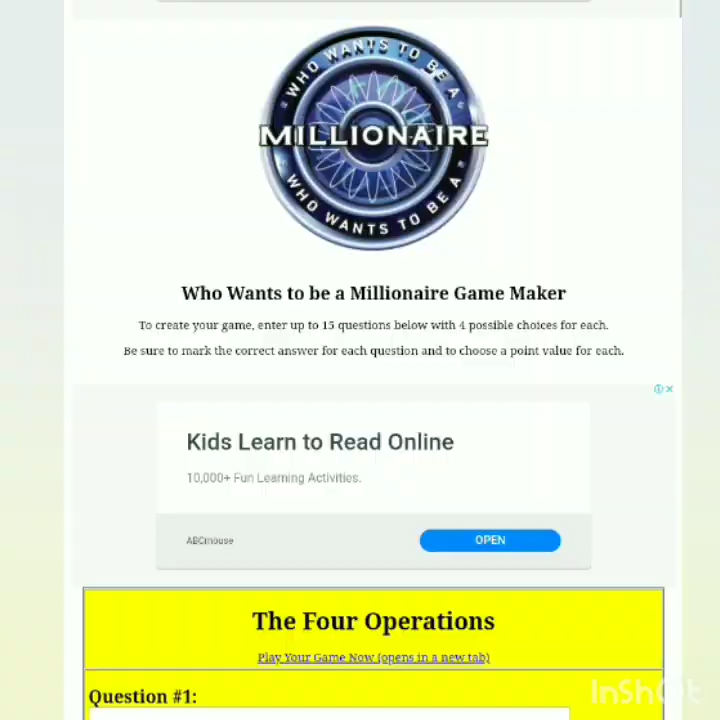 WHO WANTS TO BE A
MILLIONAIRE
WHO WANTS TO BE A
Who Wants to be a Millionaire Game Maker
To create your game, enter up to 15 questions below with 4 possible choices for each.
Be sure to mark the correct answer for each question and to choose a point value for each.
Kids Learn to Read Online
10,000+ Fun Learning Activities.
ABCmouse
OPEN
The Four Operations
Play Your Game Now (opens in a new tab)
Question #1:
InShOt